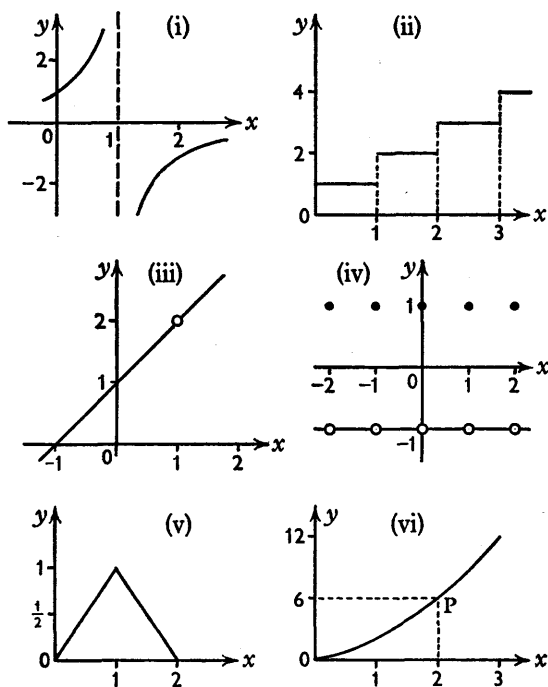 y (i)
2
0 1 2 x
-2
y (ii)
4
2
0 1 2 3 x
y (iii)
2
1
-1 0 1 2 x
(iv) y
1
-2 -1 0 1 2 x
-1
y (v)
1
1/2
0 1 2 x
y (vi)
12
6 P
0 1 2 3 x